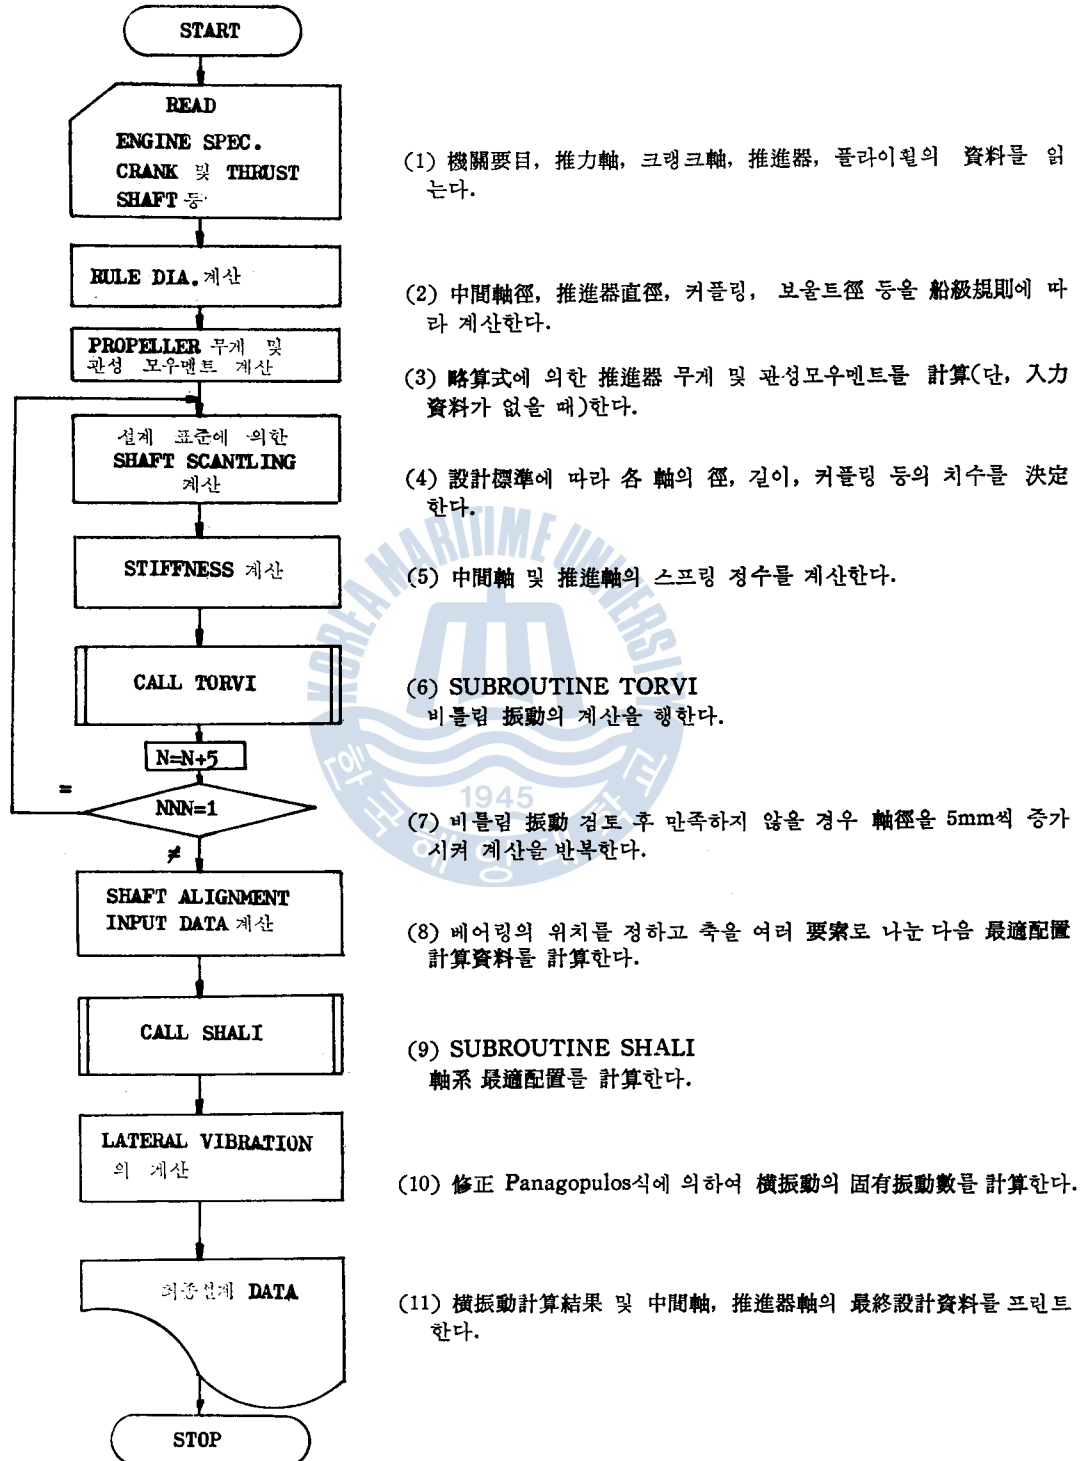 START
READ
ENGINE SPEC.
CRANK 및 THRUST
SHAFT 등
(1) 機關要目, 推力軸, 크랭크軸, 推進器, 플라이휠의 資料를 읽
는다.
RULE DIA. 계산
(2) 中間軸徑, 推進器直徑, 커플링, 보울트徑 등을 船級規則에 따
라 계산한다.
PROPELLER 무게 및
관성 모우멘트 계산
(3) 略算式에 의한 推進器 무게 및 관성모우멘트를 計算(단, 入力
資料가 없을 때)한다.
설계 표준에 의한
SHAFT SCANTLING
계산
(4) 設計標準에 따라 各 軸의 徑, 길이, 커플링 등의 치수를 決定
한다.
STIFFNESS 계산
(5) 中間軸 및 推進軸의 스프링 정수를 계산한다.
CALL TORVI
(6) SUBROUTINE TORVI
비틀림 振動의 계산을 행한다.
N=N+5
=
NNN=1
≠
(7) 비틀림 振動 검토 후 만족하지 않을 경우 軸徑을 5mm씩 증가
시켜 계산을 반복한다.
SHAFT ALIGNMENT
INPUT DATA 계산
(8) 베어링의 위치를 정하고 축을 여러 要素로 나눈 다음 最適配置
計算資料를 計算한다.
CALL SHALI
(9) SUBROUTINE SHALI
軸系 最適配置를 計算한다.
LATERAL VIBRATION
의 계산
(10) 修正 Panagopulos식에 의하여 橫振動의 固有振動數를 計算한다.
최종설계 DATA
(11) 橫振動計算結果 및 中間軸, 推進器軸의 最終設計資料를 프린트
한다.
STOP
KOREA MARITIME UNIVERSITY
1945
한국해양대학교